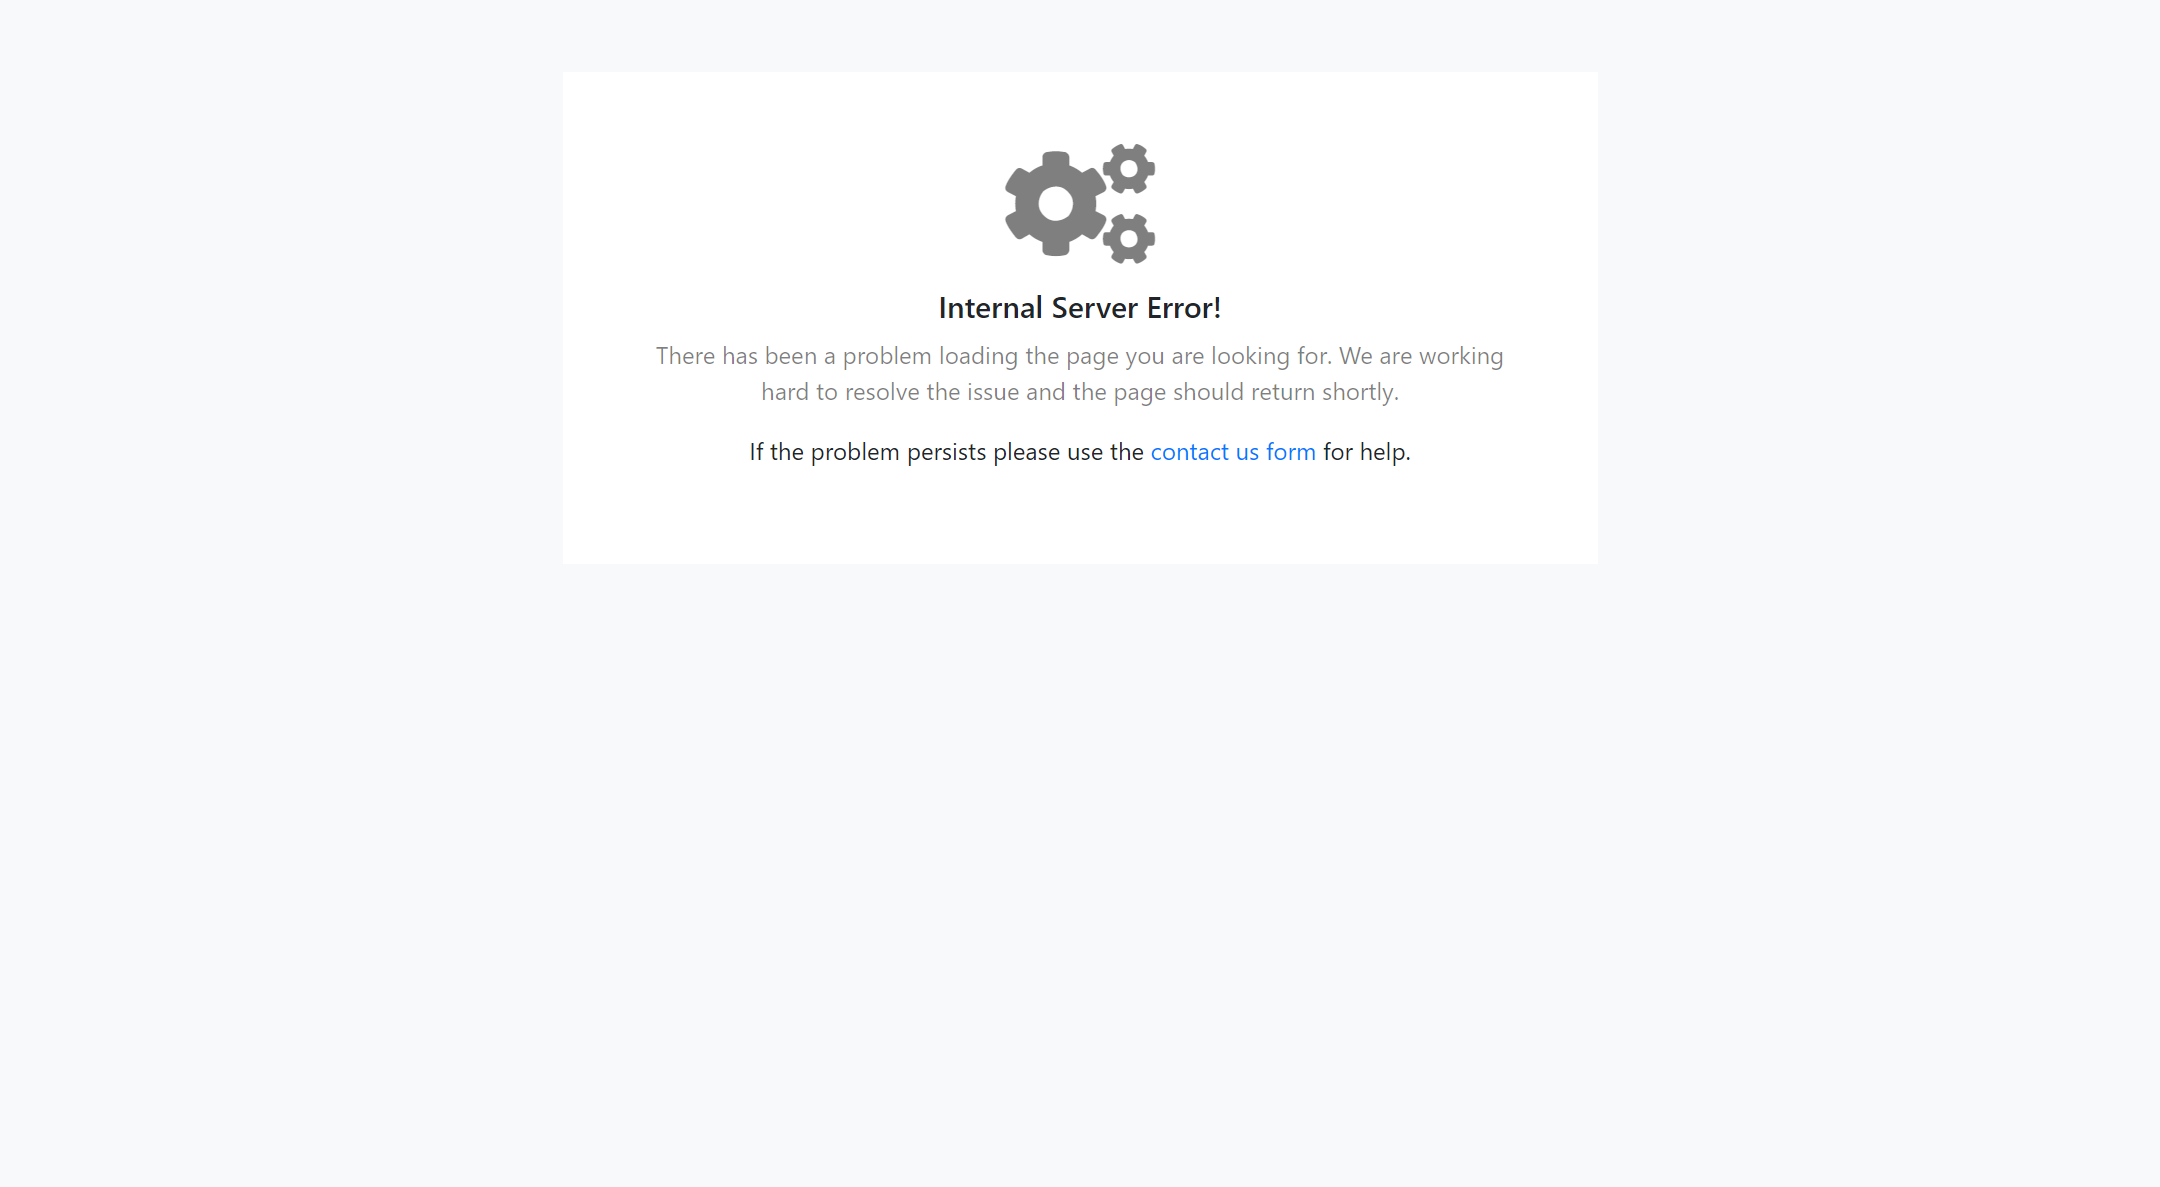 Internal Server Error!
There has been a problem loading the page you are looking for. We are working
hard to resolve the issue and the page should return shortly.
If the problem persists please use the contact us form for help.